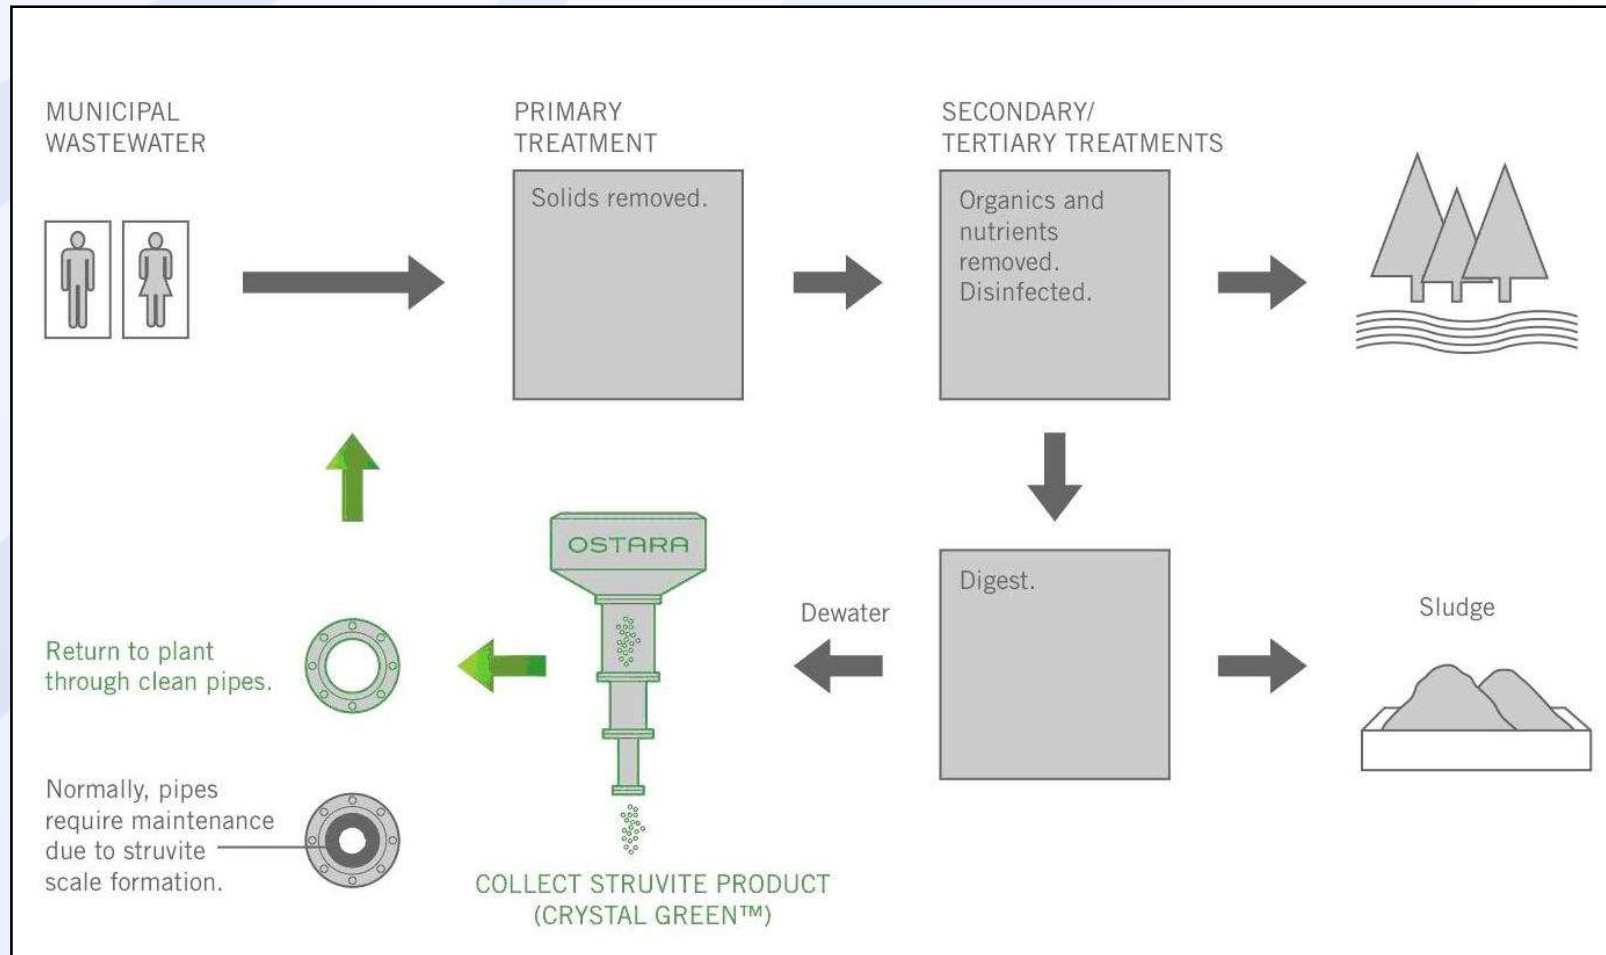 MUNICIPAL
WASTEWATER
PRIMARY
TREATMENT
SECONDARY/
TERTIARY TREATMENTS
Solids removed.
Organics and
nutrients
removed.
Disinfected.
OSTARA
Digest.
Dewater
Sludge
Return to plant
through clean pipes.
Normally, pipes
require maintenance
due to struvite
scale formation.
COLLECT STRUVITE PRODUCT
(CRYSTAL GREEN™)